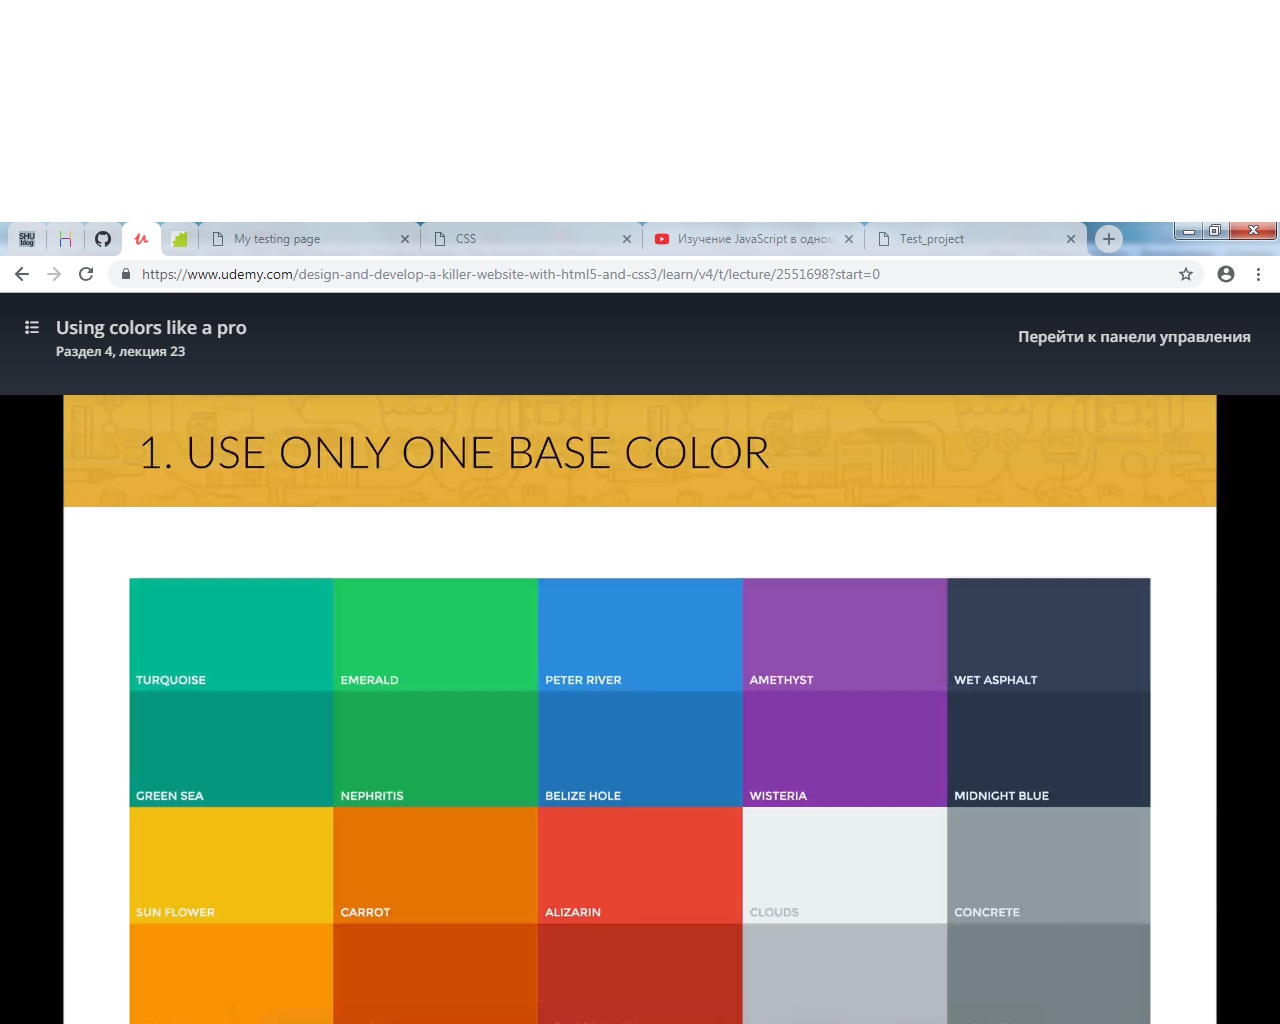 SHU
blog
My testing page
CSS
Изучение JavaScript в одном
Test_project
https://www.udemy.com/design-and-develop-a-killer-website-with-html5-and-css3/learn/v4/t/lecture/2551698?start=0
Using colors like a pro
Раздел 4, лекция 23
Перейти к панели управления
1. USE ONLY ONE BASE COLOR
TURQUOISE
EMERALD
PETER RIVER
AMETHYST
WET ASPHALT
GREEN SEA
NEPHRITIS
BELIZE HOLE
WISTERIA
MIDNIGHT BLUE
SUN FLOWER
CARROT
ALIZARIN
CLOUDS
CONCRETE